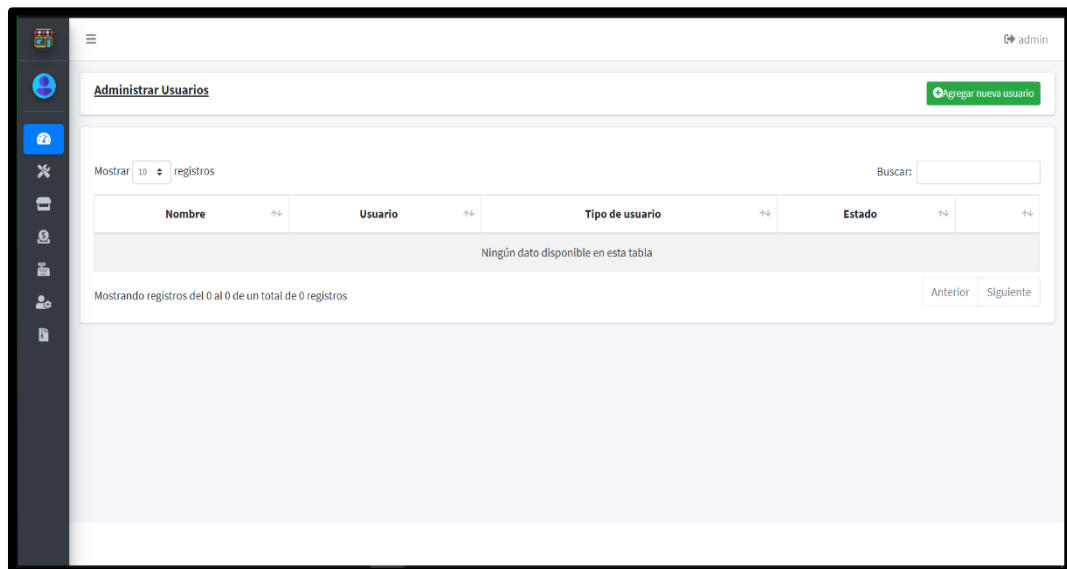 admin
Administrar Usuarios
Agregar nueva usuario
Mostrar 10 registros
Buscar:
Nombre Usuario Tipo de usuario Estado
Ningún dato disponible en esta tabla
Mostrando registros del 0 al 0 de un total de 0 registros
Anterior Siguiente